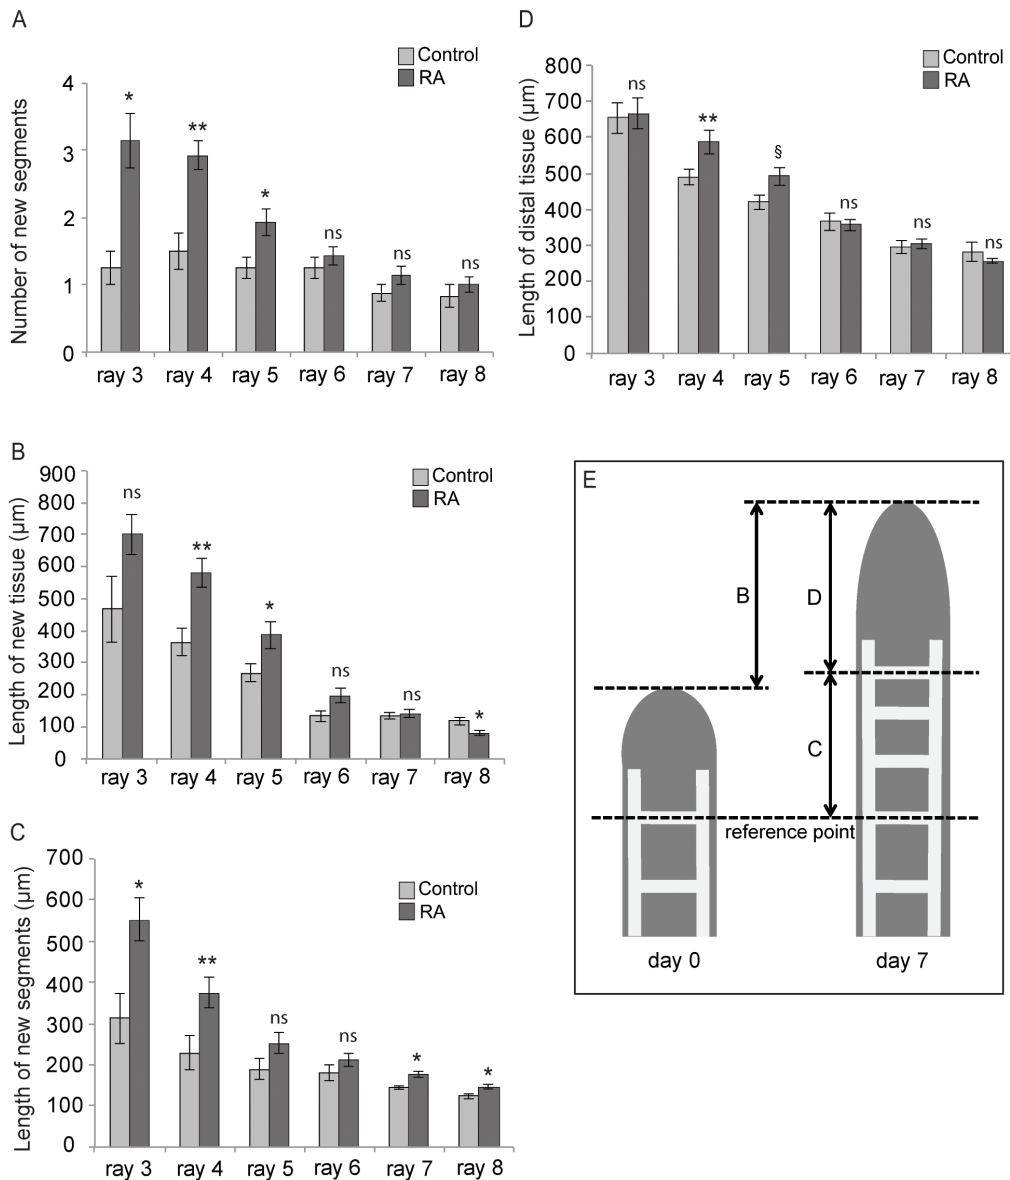 A
Control
RA
Number of new segments
4
3
2
1
0
*
**
*
ns
ns
ns
ray 3 ray 4 ray 5 ray 6 ray 7 ray 8
D
Control
RA
Length of distal tissue (µm)
800
700
600
500
400
300
200
100
0
ns
**
§
ns
ns
ns
ray 3 ray 4 ray 5 ray 6 ray 7 ray 8
B
Control
RA
Length of new tissue (µm)
900
800
700
600
500
400
300
200
100
0
ns
**
*
ns
ns
*
ray 3 ray 4 ray 5 ray 6 ray 7 ray 8
C
Control
RA
Length of new segments (µm)
700
600
500
400
300
200
100
0
*
**
ns
ns
*
*
ray 3 ray 4 ray 5 ray 6 ray 7 ray 8
E
B
D
C
reference point
day 0
day 7